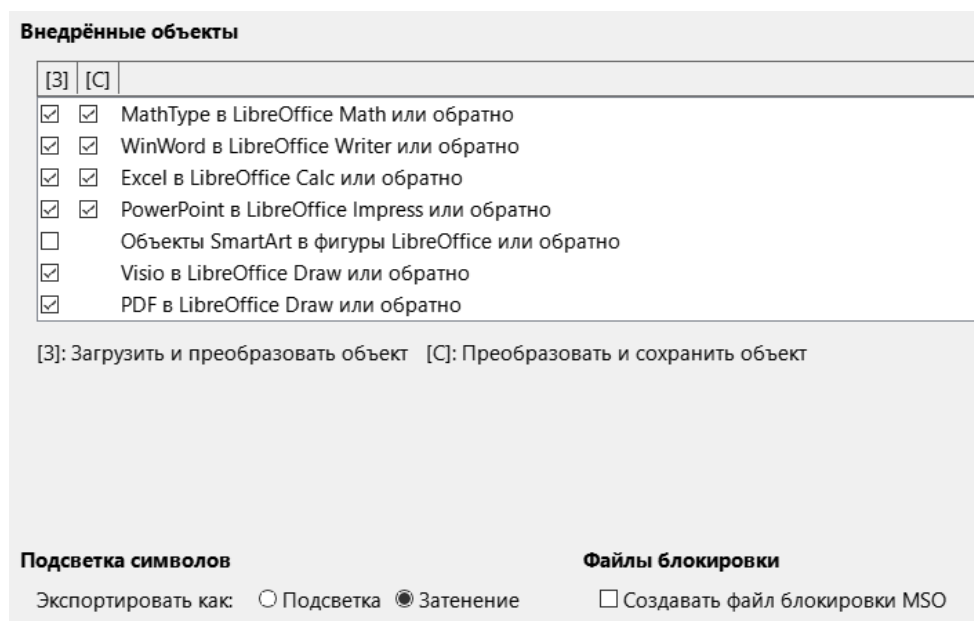 Внедрённые объекты
[З] [С]
MathType в LibreOffice Math или обратно
WinWord в LibreOffice Writer или обратно
Excel в LibreOffice Calc или обратно
PowerPoint в LibreOffice Impress или обратно
Объекты SmartArt в фигуры LibreOffice или обратно
Visio в LibreOffice Draw или обратно
PDF в LibreOffice Draw или обратно
[З]: Загрузить и преобразовать объект [С]: Преобразовать и сохранить объект
Подсветка символов Файлы блокировки
Экспортировать как: Подсветка Затенение Создавать файл блокировки MSO